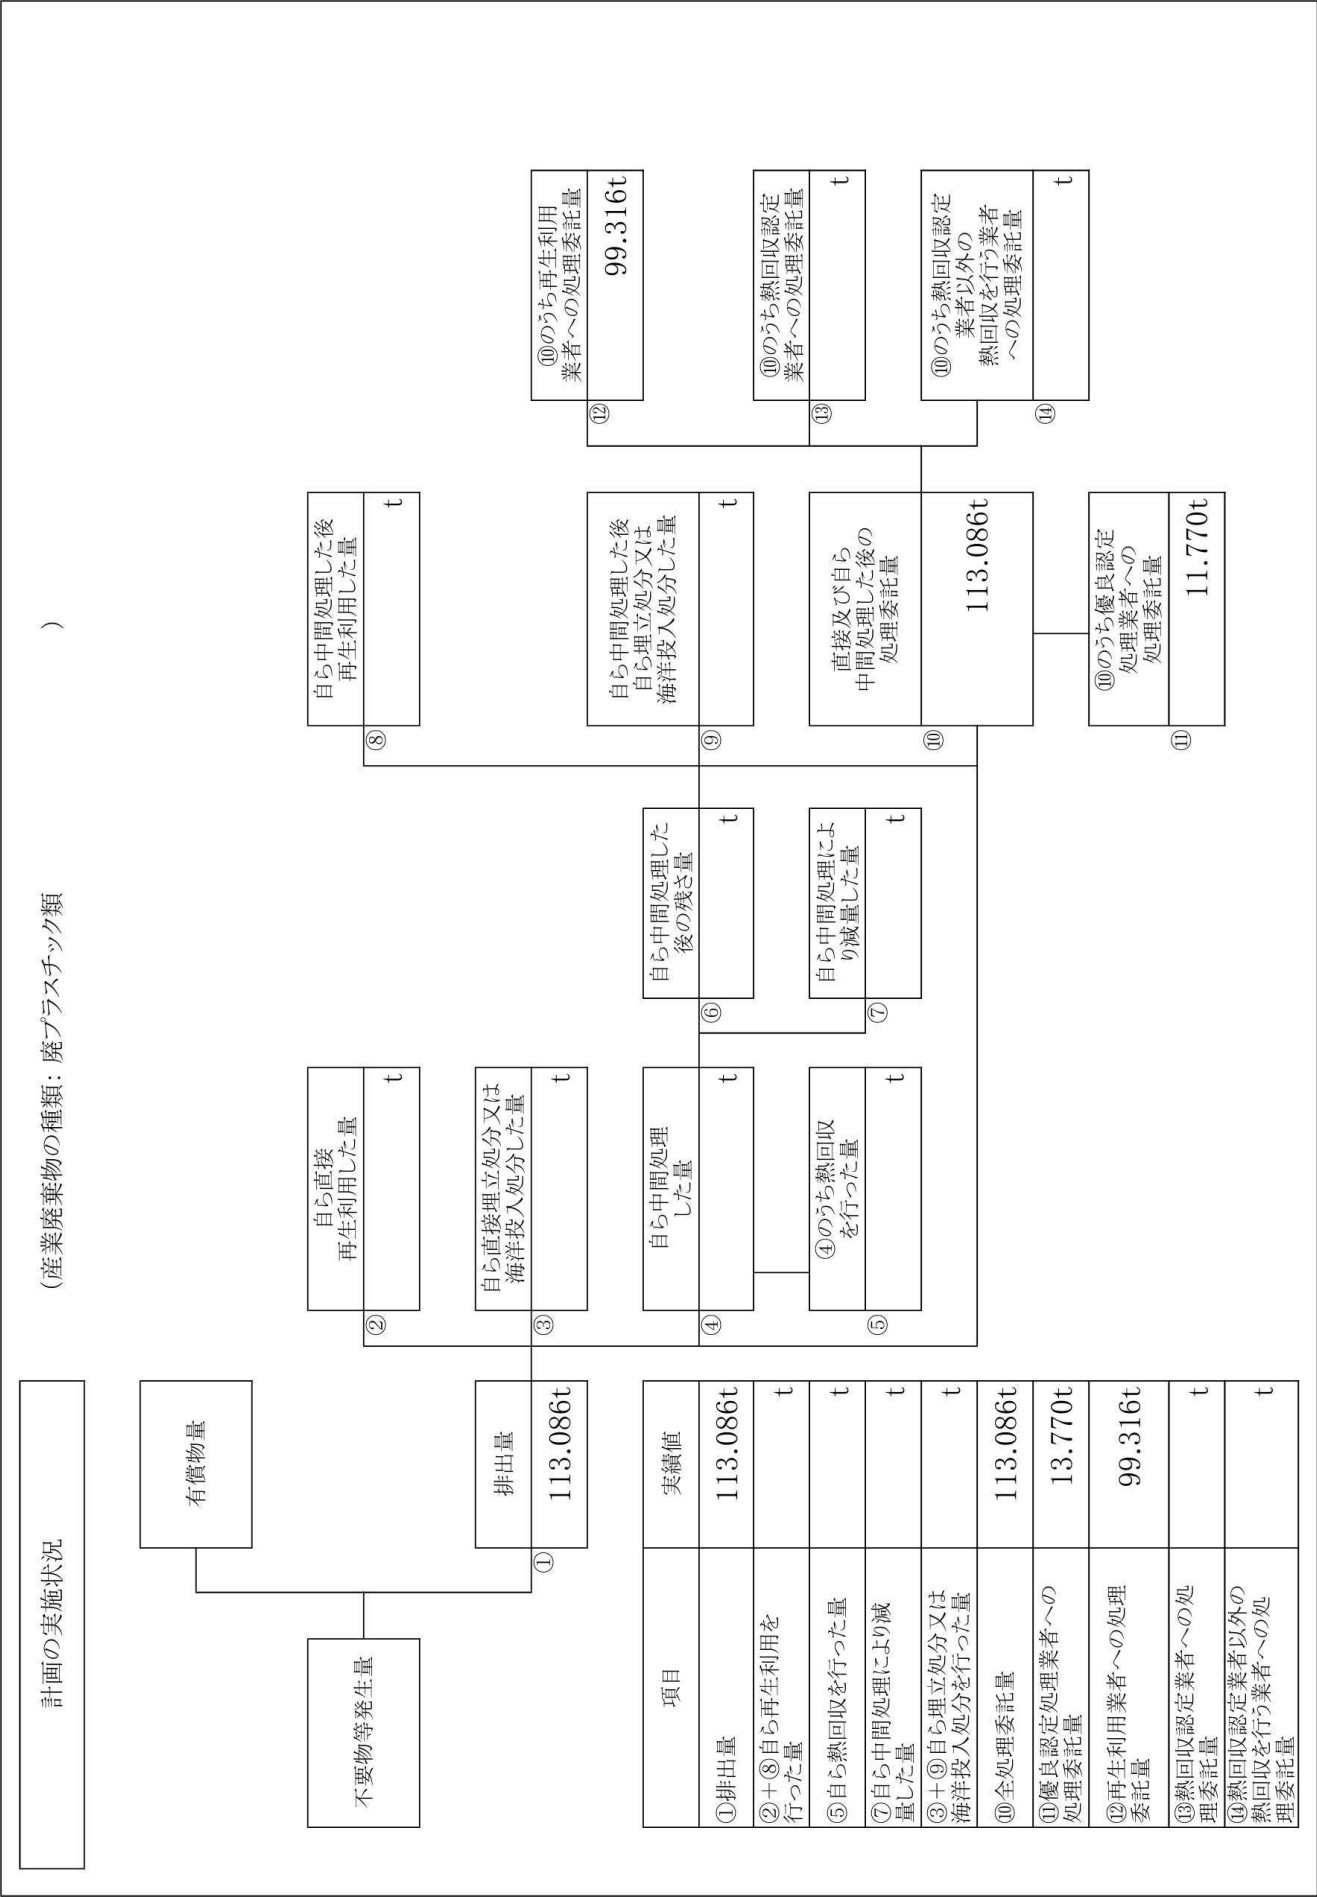 計画の実施状況
（産業廃棄物の種類：廃プラスチック類　　　　　）
有償物量
不要物等発生量
排出量
113.086t
①
自ら直接
再生利用した量
t
②
自ら直接埋立処分又は
海洋投入処分した量
t
③
自ら中間処理
した量
t
④
④のうち熱回収
を行った量
t
⑤
自ら中間処理した
後の残さ量
t
⑥
自ら中間処理によ
り減量した量
t
⑦
自ら中間処理した後
再生利用した量
t
⑧
自ら中間処理した後
自ら埋立処分又は
海洋投入処分した量
t
⑨
直接及び自ら
中間処理した後の
処理委託量
113.086t
⑩
⑩のうち優良認定
処理業者への
処理委託量
11.770t
⑪
⑩のうち再生利用
業者への処理委託量
99.316t
⑫
⑩のうち熱回収認定
業者への処理委託量
t
⑬
⑩のうち熱回収認定
業者以外の
熱回収を行う業者
への処理委託量
t
⑭
項目
実績値
①排出量
113.086t
②＋⑧自ら再生利用を
行った量
t
⑤自ら熱回収を行った量
t
⑦自ら中間処理により減
量した量
t
③＋⑨自ら埋立処分又は
海洋投入処分を行った量
t
⑩全処理委託量
113.086t
⑪優良認定処理業者への
処理委託量
13.770t
⑫再生利用業者への処理
委託量
99.316t
⑬熱回収認定業者への処
理委託量
t
⑭熱回収認定業者以外の
熱回収を行う業者への処
理委託量
t